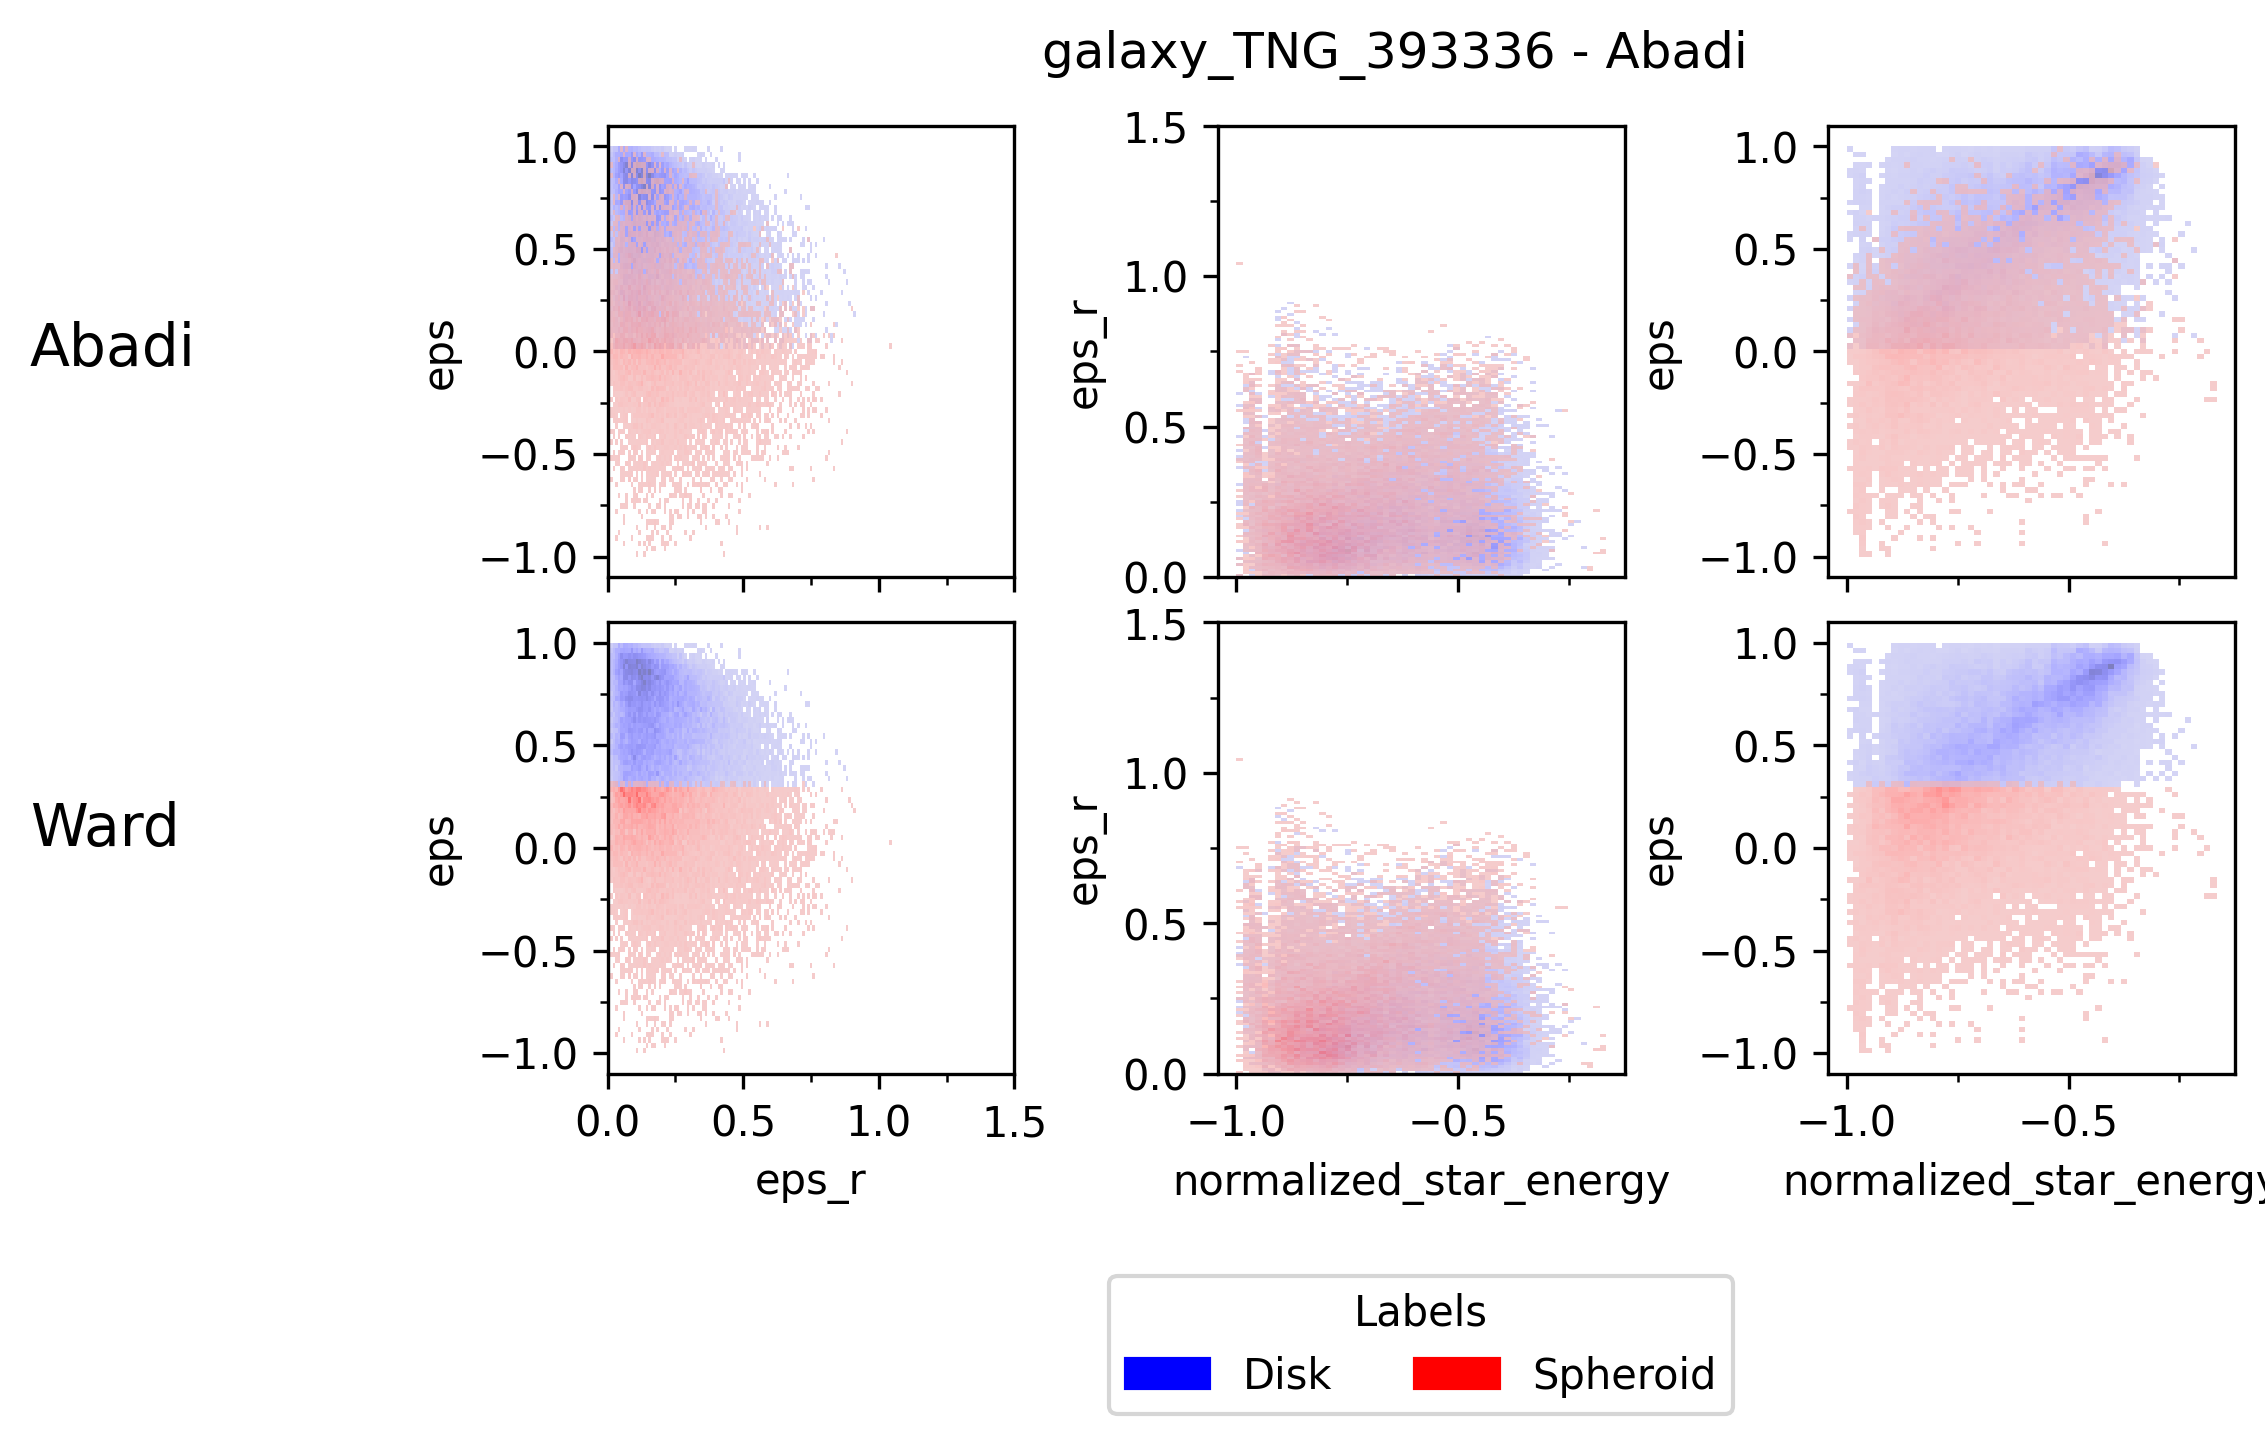 galaxy_TNG_393336 - Abadi
Abadi
eps
1.0
0.5
0.0
−0.5
−1.0
eps_r
1.5
1.0
0.5
0.0
eps
1.0
0.5
0.0
−0.5
−1.0
Ward
eps
1.0
0.5
0.0
−0.5
−1.0
0.0 0.5 1.0 1.5
eps_r
eps_r
1.5
1.0
0.5
0.0
−1.0 −0.5
normalized_star_energy
eps
1.0
0.5
0.0
−0.5
−1.0
−1.0 −0.5
normalized_star_energy
Labels
Disk Spheroid